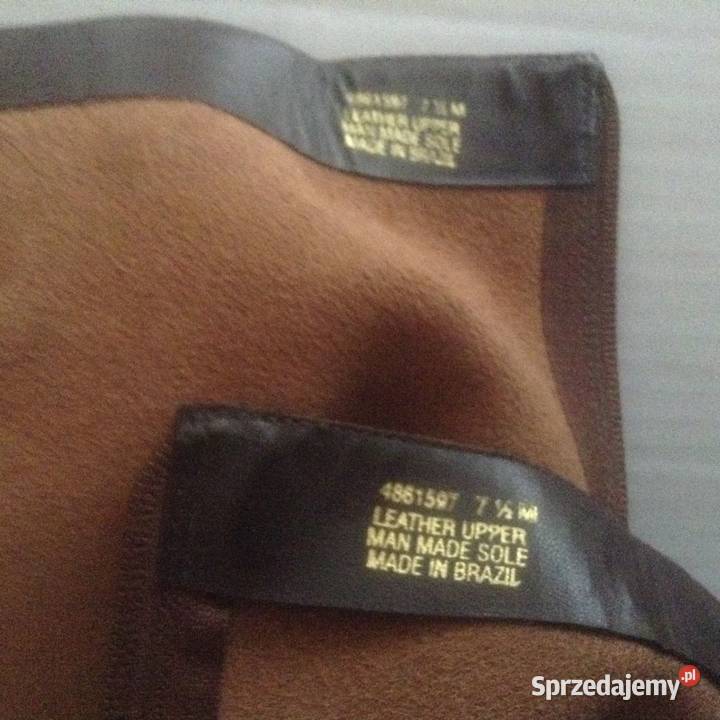 7 ½ M
LEATHER UPPER
MAN MADE SOLE
MADE IN BRAZIL
4861597 7 ½ M
LEATHER UPPER
MAN MADE SOLE
MADE IN BRAZIL
Sprzedajemy.pl